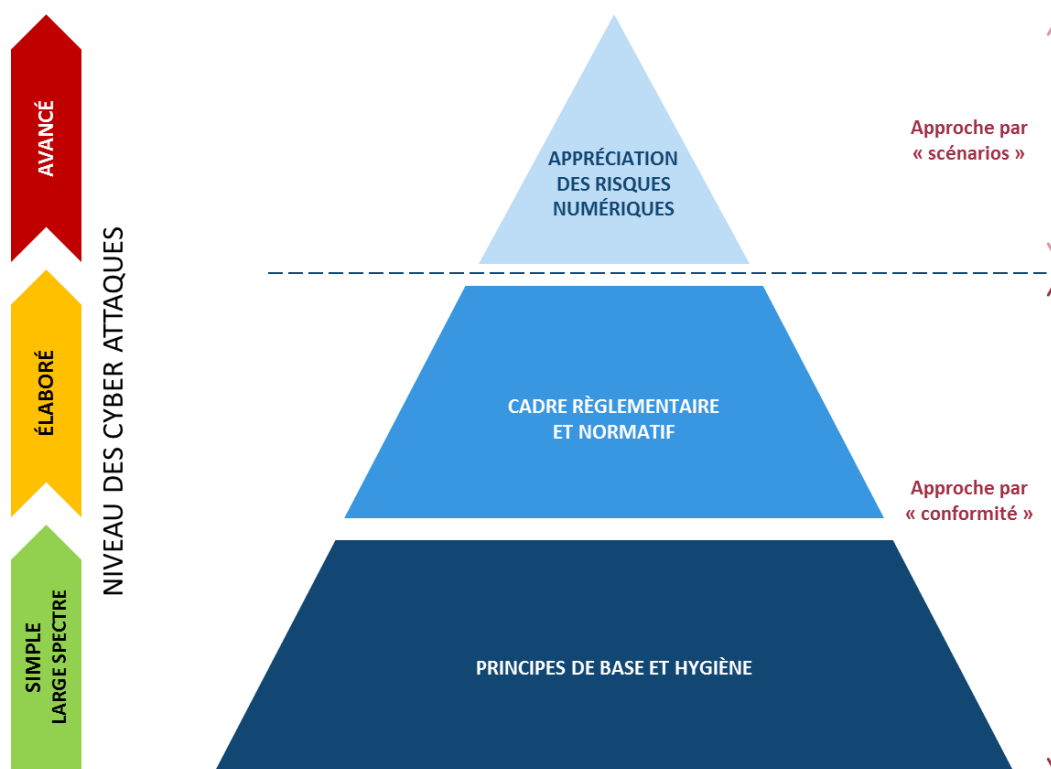 AVANCÉ
ÉLABORÉ
SIMPLE
LARGE SPECTRE
NIVEAU DES CYBER ATTAQUES
APPRÉCIATION
DES RISQUES
NUMÉRIQUES
CADRE RÈGLEMENTAIRE
ET NORMATIF
PRINCIPES DE BASE ET HYGIÈNE
Approche par
« scénarios »
Approche par
« conformité »